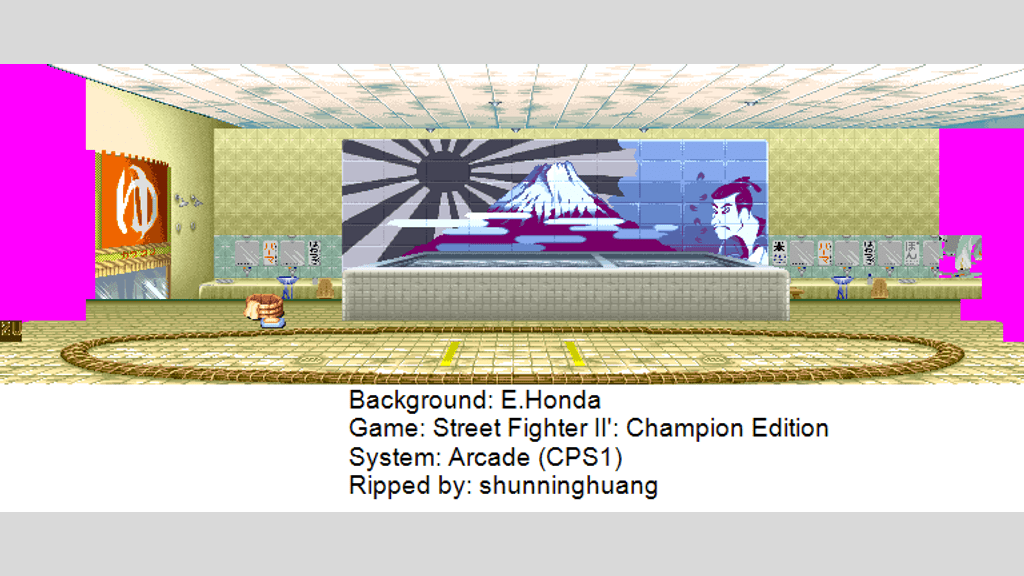 ゆ
Background: E.Honda
Game: Street Fighter II': Champion Edition
System: Arcade (CPS1)
Ripped by: shunninghuang